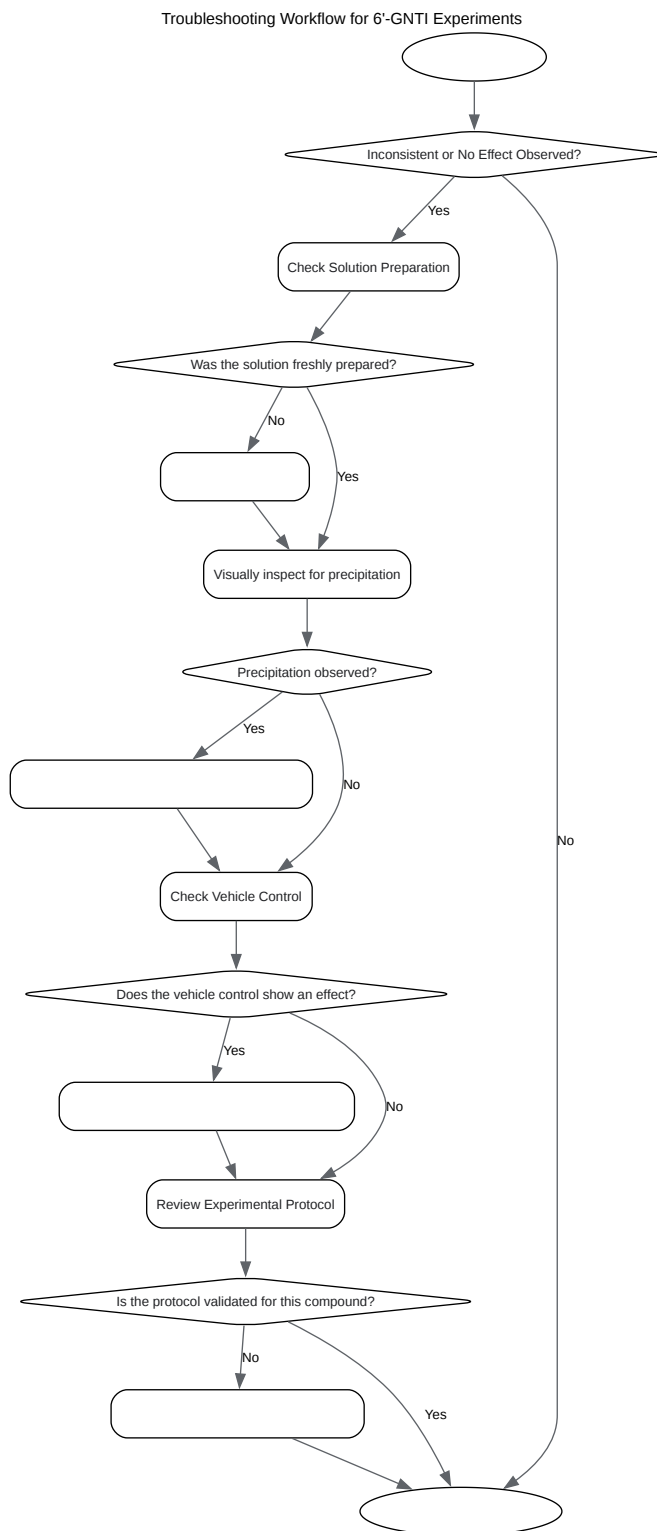 Troubleshooting Workflow for 6'-GNTI Experiments
Inconsistent or No Effect Observed?
Yes
Check Solution Preparation
Was the solution freshly prepared?
No
Yes
Visually inspect for precipitation
Precipitation observed?
Yes
No
No
Check Vehicle Control
Does the vehicle control show an effect?
Yes
No
Review Experimental Protocol
Is the protocol validated for this compound?
No
Yes